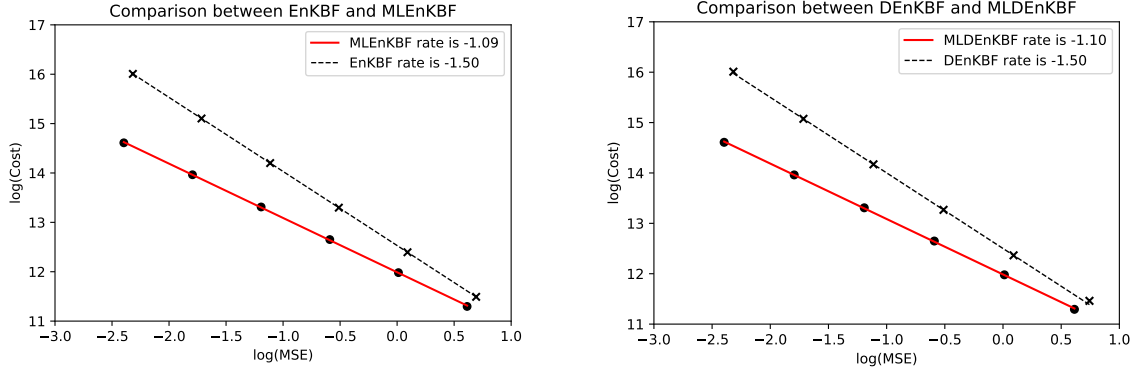 Comparison between EnKBF and MLEnKBF
MLEnKBF rate is -1.09
EnKBF rate is -1.50
17
16
15
14
13
12
11
log(Cost)
−3.0 −2.5 −2.0 −1.5 −1.0 −0.5 0.0 0.5 1.0
log(MSE)
Comparison between DEnKBF and MLDEnKBF
MLDEnKBF rate is -1.10
DEnKBF rate is -1.50
17
16
15
14
13
12
11
log(Cost)
−3.0 −2.5 −2.0 −1.5 −1.0 −0.5 0.0 0.5 1.0
log(MSE)